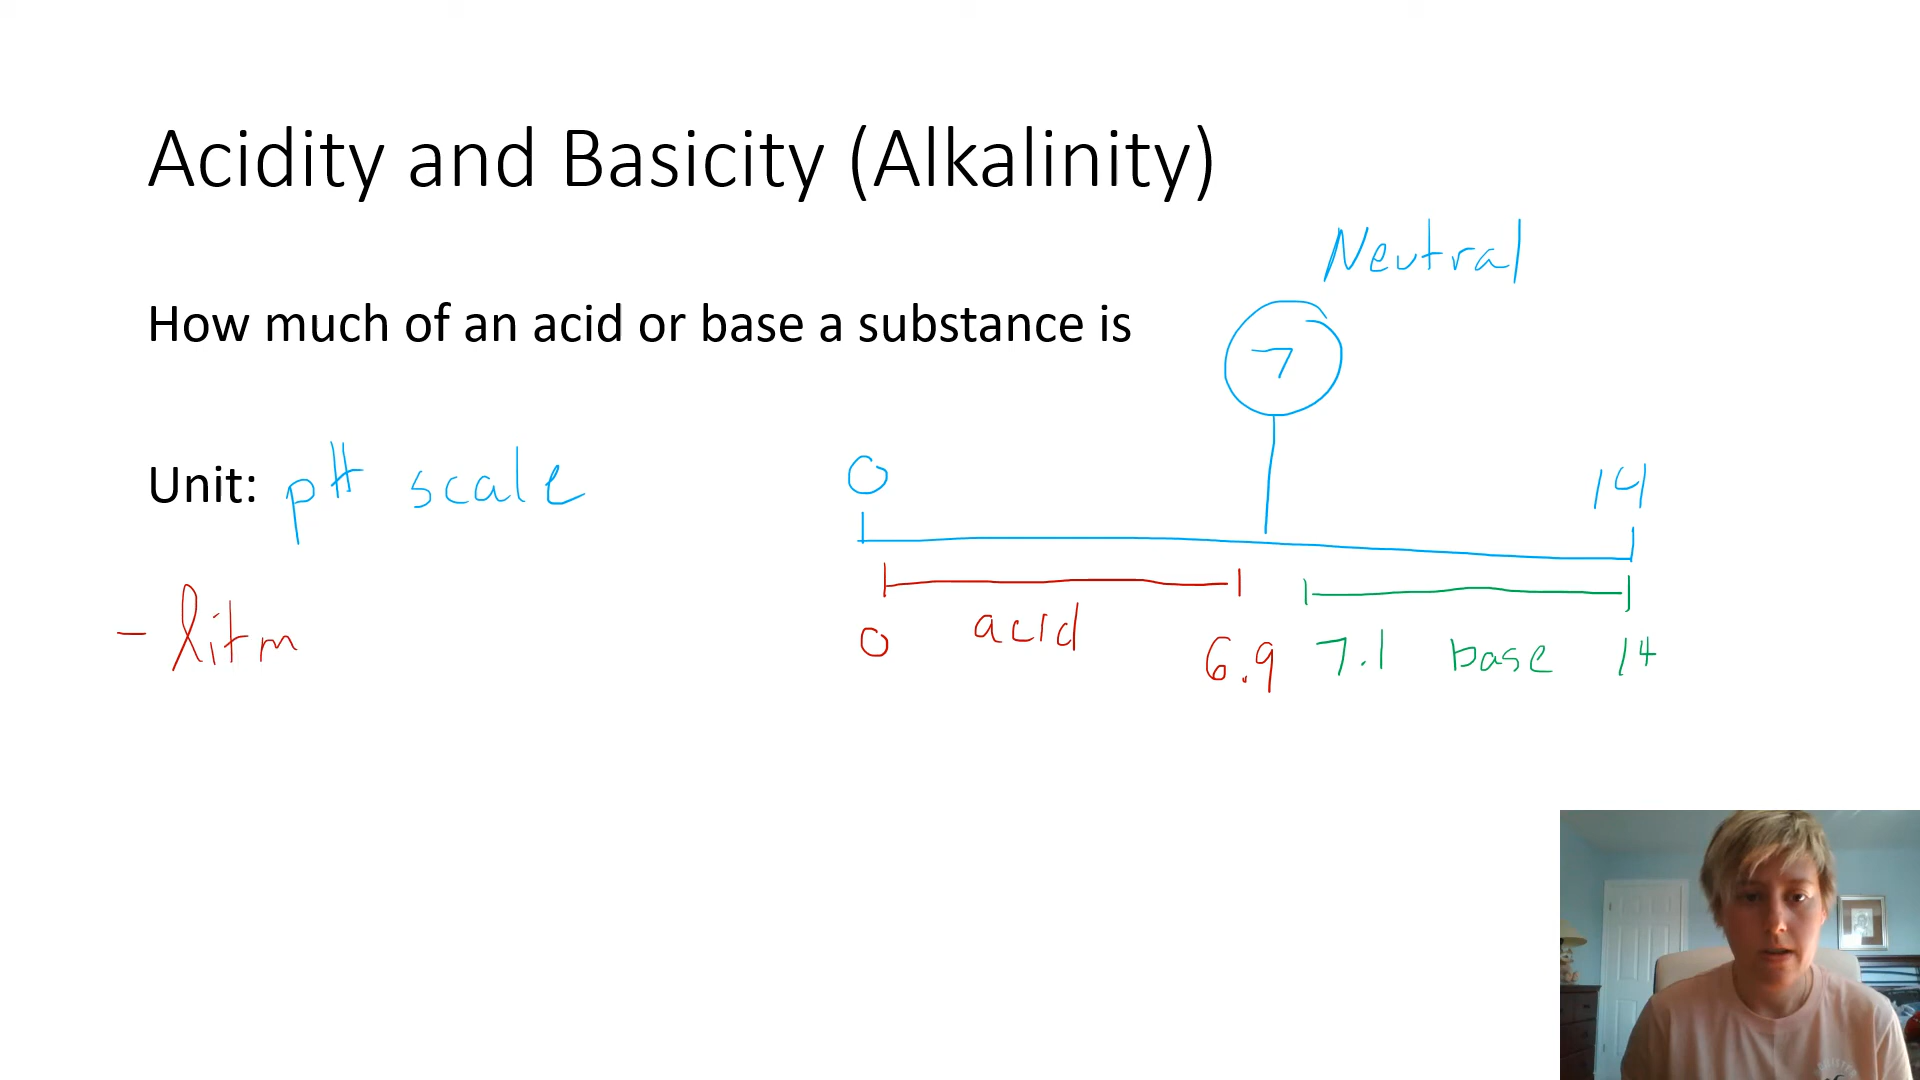 Acidity and Basicity (Alkalinity)
Neutral
How much of an acid or base a substance is
7
Unit: pH scale
0
14
- litm
acid
0
6.9
7.1
base
14